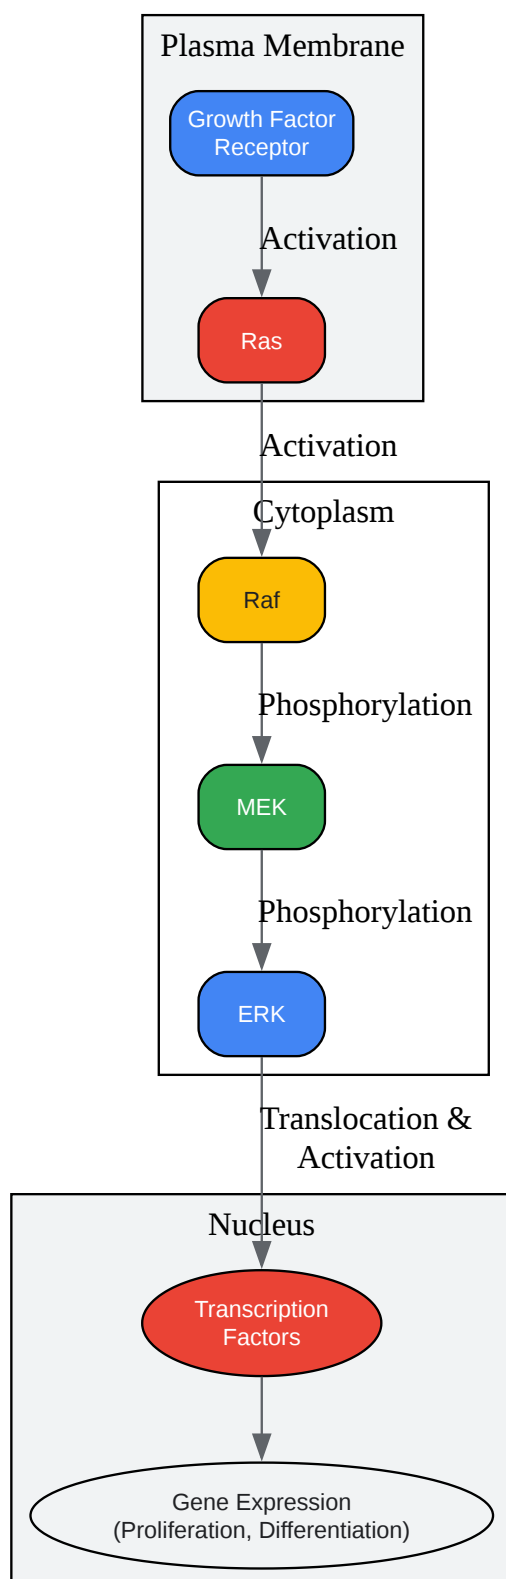 Plasma Membrane
Growth Factor
Receptor
Activation
Ras
Activation
Cytoplasm
Raf
Phosphorylation
MEK
Phosphorylation
ERK
Translocation &
Activation
Nucleus
Transcription
Factors
Gene Expression
(Proliferation, Differentiation)